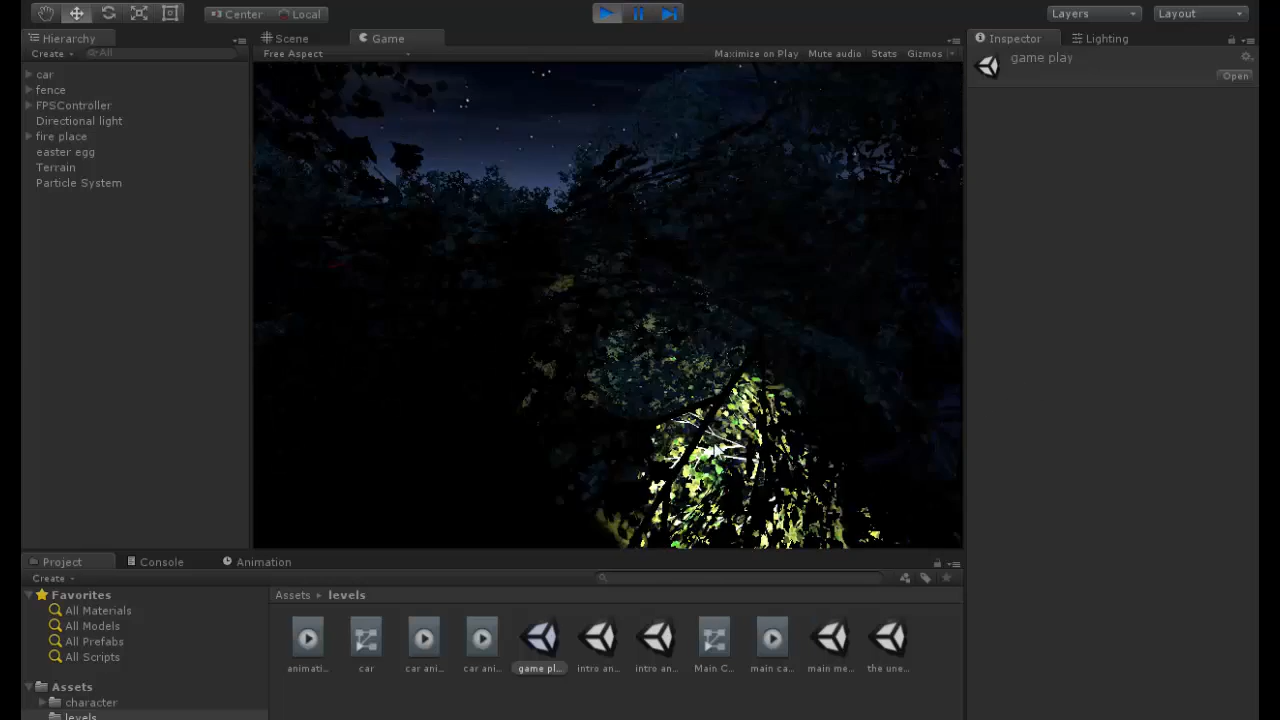 Center Local
Layers Layout
Hierarchy
Scene Game
Inspector Lighting
Create All
Free Aspect
Maximize on Play Mute audio Stats Gizmos
game play
Open
car
fence
FPSController
Directional light
fire place
easter egg
Terrain
Particle System
Project Console Animation
Create
Favorites
All Materials
All Models
All Prefabs
All Scripts
Assets
character
levels
Assets levels
animati... car car ani... car ani... game pl... intro an... intro an... Main C... main ca... main me... the une...